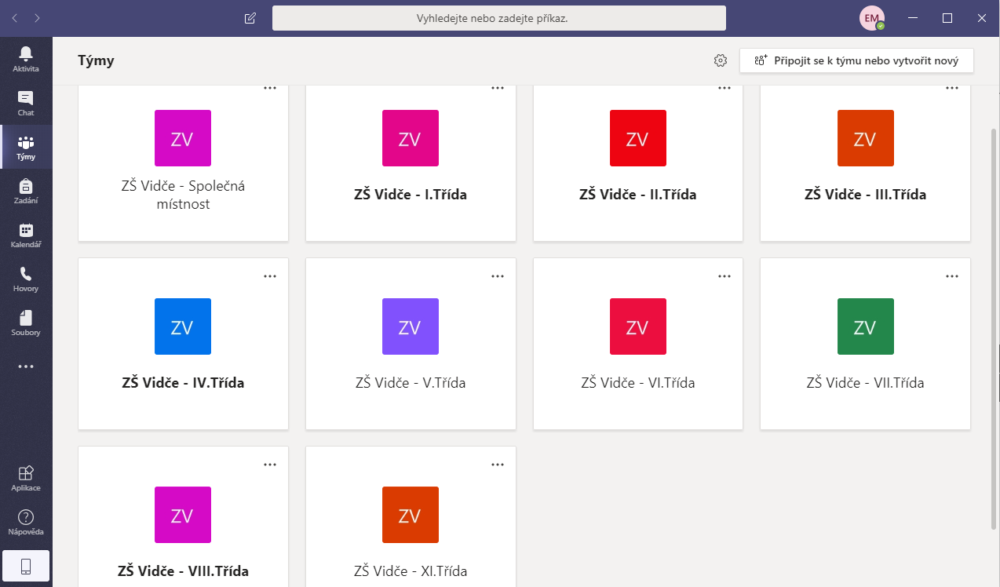 Vyhledejte nebo zadejte příkaz.
EM
Aktivita
Chat
Týmy
Zadání
Kalendář
Hovory
Soubory
Aplikace
Nápověda
Týmy
Připojit se k týmu nebo vytvořit nový
ZV
ZŠ Vidče - Společná
místnost
ZV
ZŠ Vidče - I.Třída
ZV
ZŠ Vidče - II.Třída
ZV
ZŠ Vidče - III.Třída
ZV
ZŠ Vidče - IV.Třída
ZV
ZŠ Vidče - V.Třída
ZV
ZŠ Vidče - VI.Třída
ZV
ZŠ Vidče - VII.Třída
ZV
ZŠ Vidče - VIII.Třída
ZV
ZŠ Vidče - XI.Třída